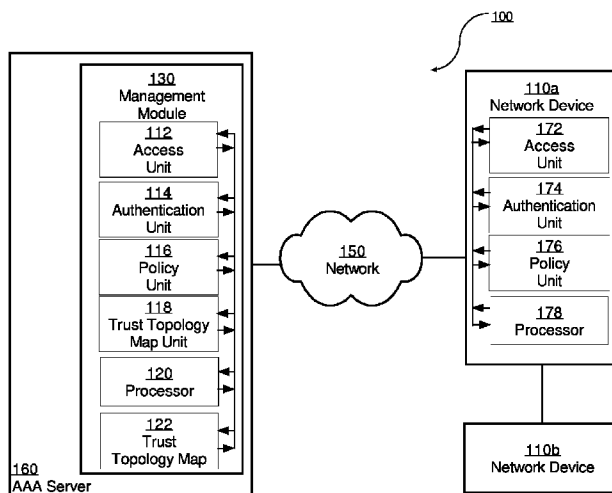 100
130
Management
Module
112
Access
Unit
114
Authentication
Unit
116
Policy
Unit
118
Trust Topology
Map Unit
120
Processor
122
Trust
Topology Map
160
AAA Server
150
Network
110a
Network Device
172
Access
Unit
174
Authentication
Unit
176
Policy
Unit
178
Processor
110b
Network Device